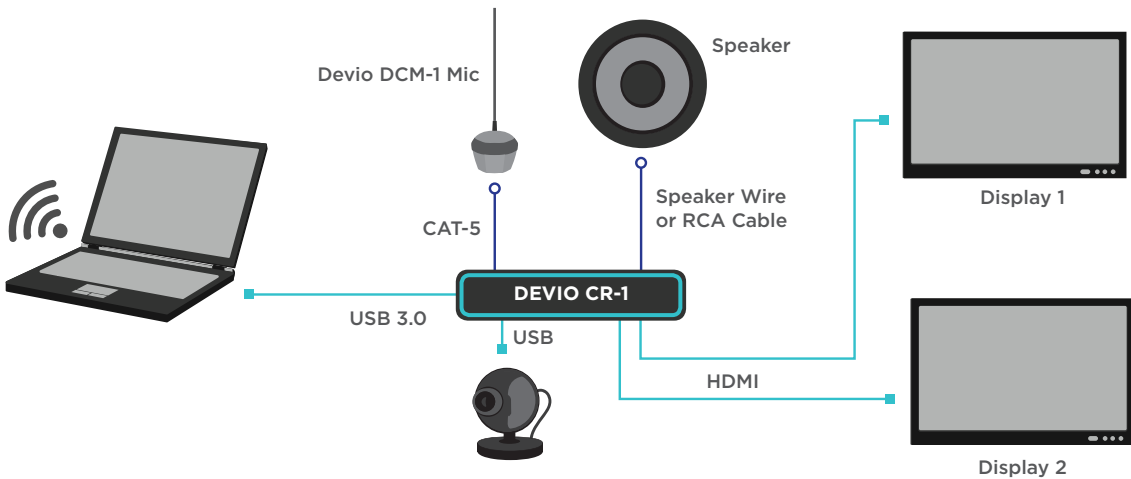 Speaker
Devio DCM-1 Mic
Speaker Wire
or RCA Cable
Display 1
CAT-5
DEVIO CR-1
USB 3.0
USB
HDMI
Display 2